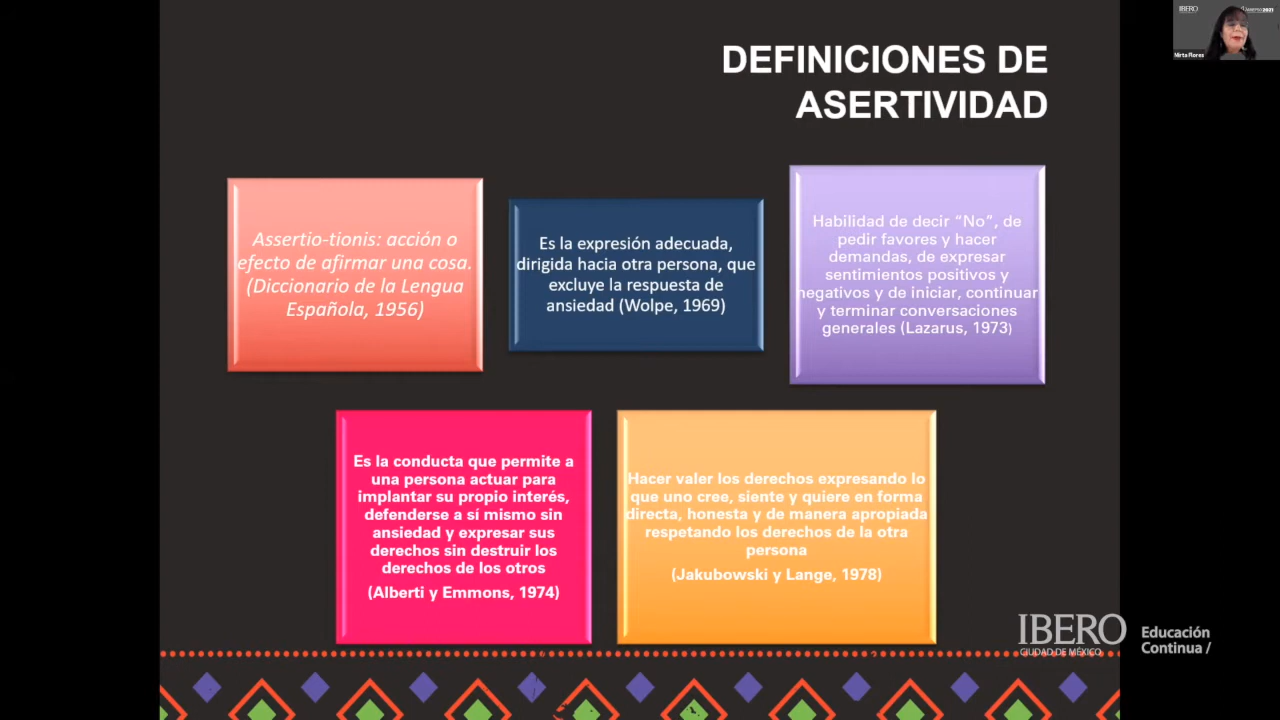 DEFINICIONES DE
ASERTIVIDAD
Assertio-tionis: acción o
efecto de afirmar una cosa.
(Diccionario de la Lengua
Española, 1956)
Es la expresión adecuada,
dirigida hacia otra persona, que
excluye la respuesta de
ansiedad (Wolpe, 1969)
Habilidad de decir “No”, de
pedir favores y hacer
demandas, de expresar
sentimientos positivos y
negativos y de iniciar, continuar
y terminar conversaciones
generales (Lazarus, 1973)
Es la conducta que permite a
una persona actuar para
implantar su propio interés,
defenderse a sí mismo sin
ansiedad y expresar sus
derechos sin destruir los
derechos de los otros
(Alberti y Emmons, 1974)
Hacer valer los derechos expresando lo
que uno cree, siente y quiere en forma
directa, honesta y de manera apropiada
respetando los derechos de la otra
persona
(Jakubowski y Lange, 1978)
IBERO
CIUDAD DE MÉXICO
Educación
Continua /
IBERO
Mirta Flores